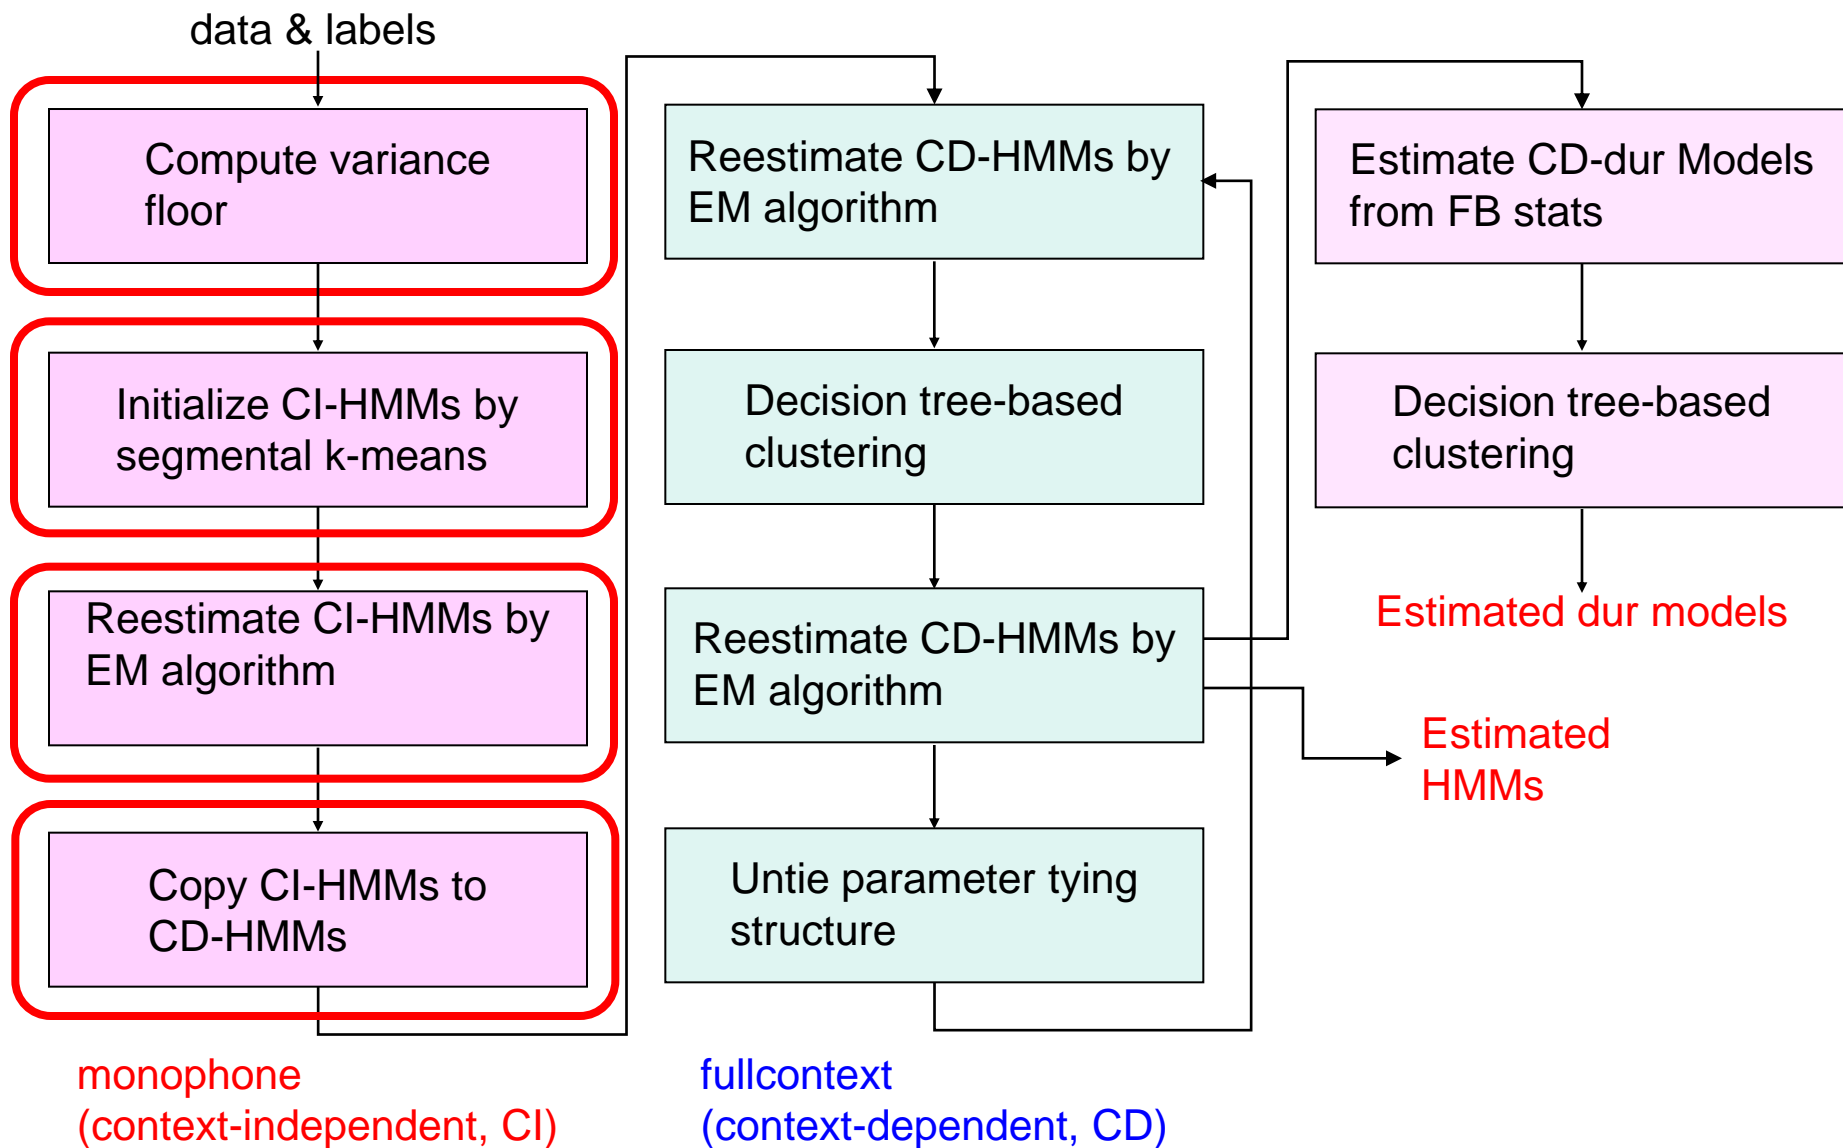 data & labels
Compute variance
floor
Initialize CI-HMMs by
segmental k-means
Reestimate CI-HMMs by
EM algorithm
Copy CI-HMMs to
CD-HMMs
monophone
(context-independent, CI)
Reestimate CD-HMMs by
EM algorithm
Decision tree-based
clustering
Reestimate CD-HMMs by
EM algorithm
Untie parameter tying
structure
fullcontext
(context-dependent, CD)
Estimate CD-dur Models
from FB stats
Decision tree-based
clustering
Estimated dur models
Estimated
HMMs